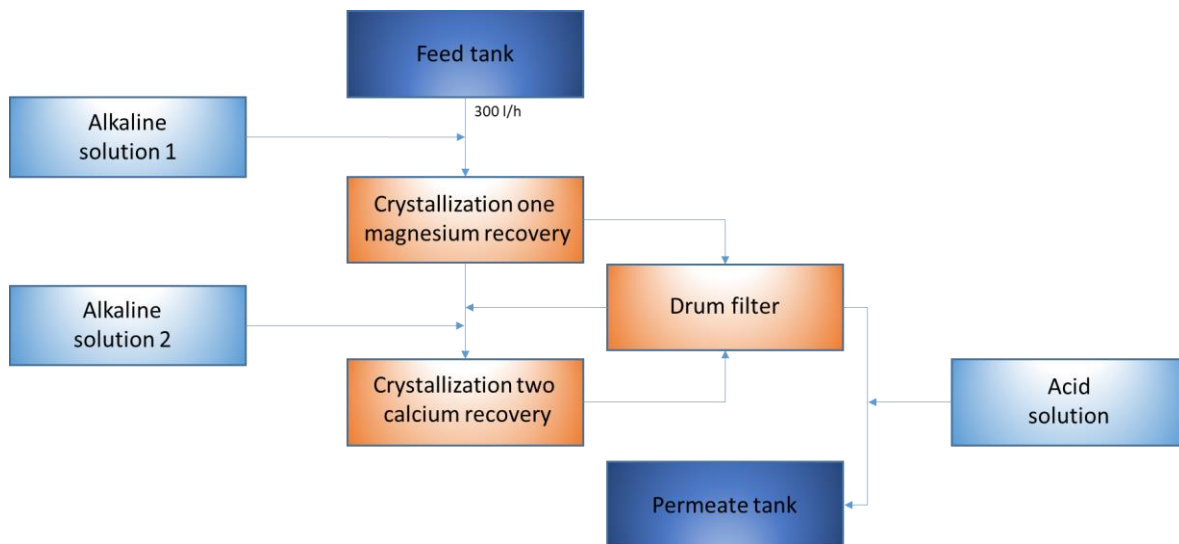 Feed tank
300 l/h
Alkaline
solution 1
Crystallization one
magnesium recovery
Drum filter
Alkaline
solution 2
Crystallization two
calcium recovery
Acid
solution
Permeate tank